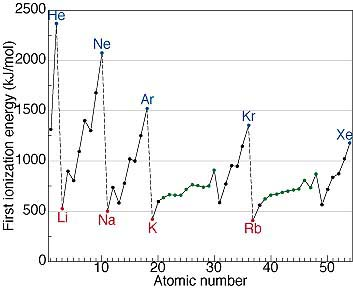 First ionization energy (kJ/mol)
2500
2000
1500
1000
500
0
He
Ne
Ar
Kr
Xe
Li
Na
K
Rb
10
20
30
40
50
Atomic number